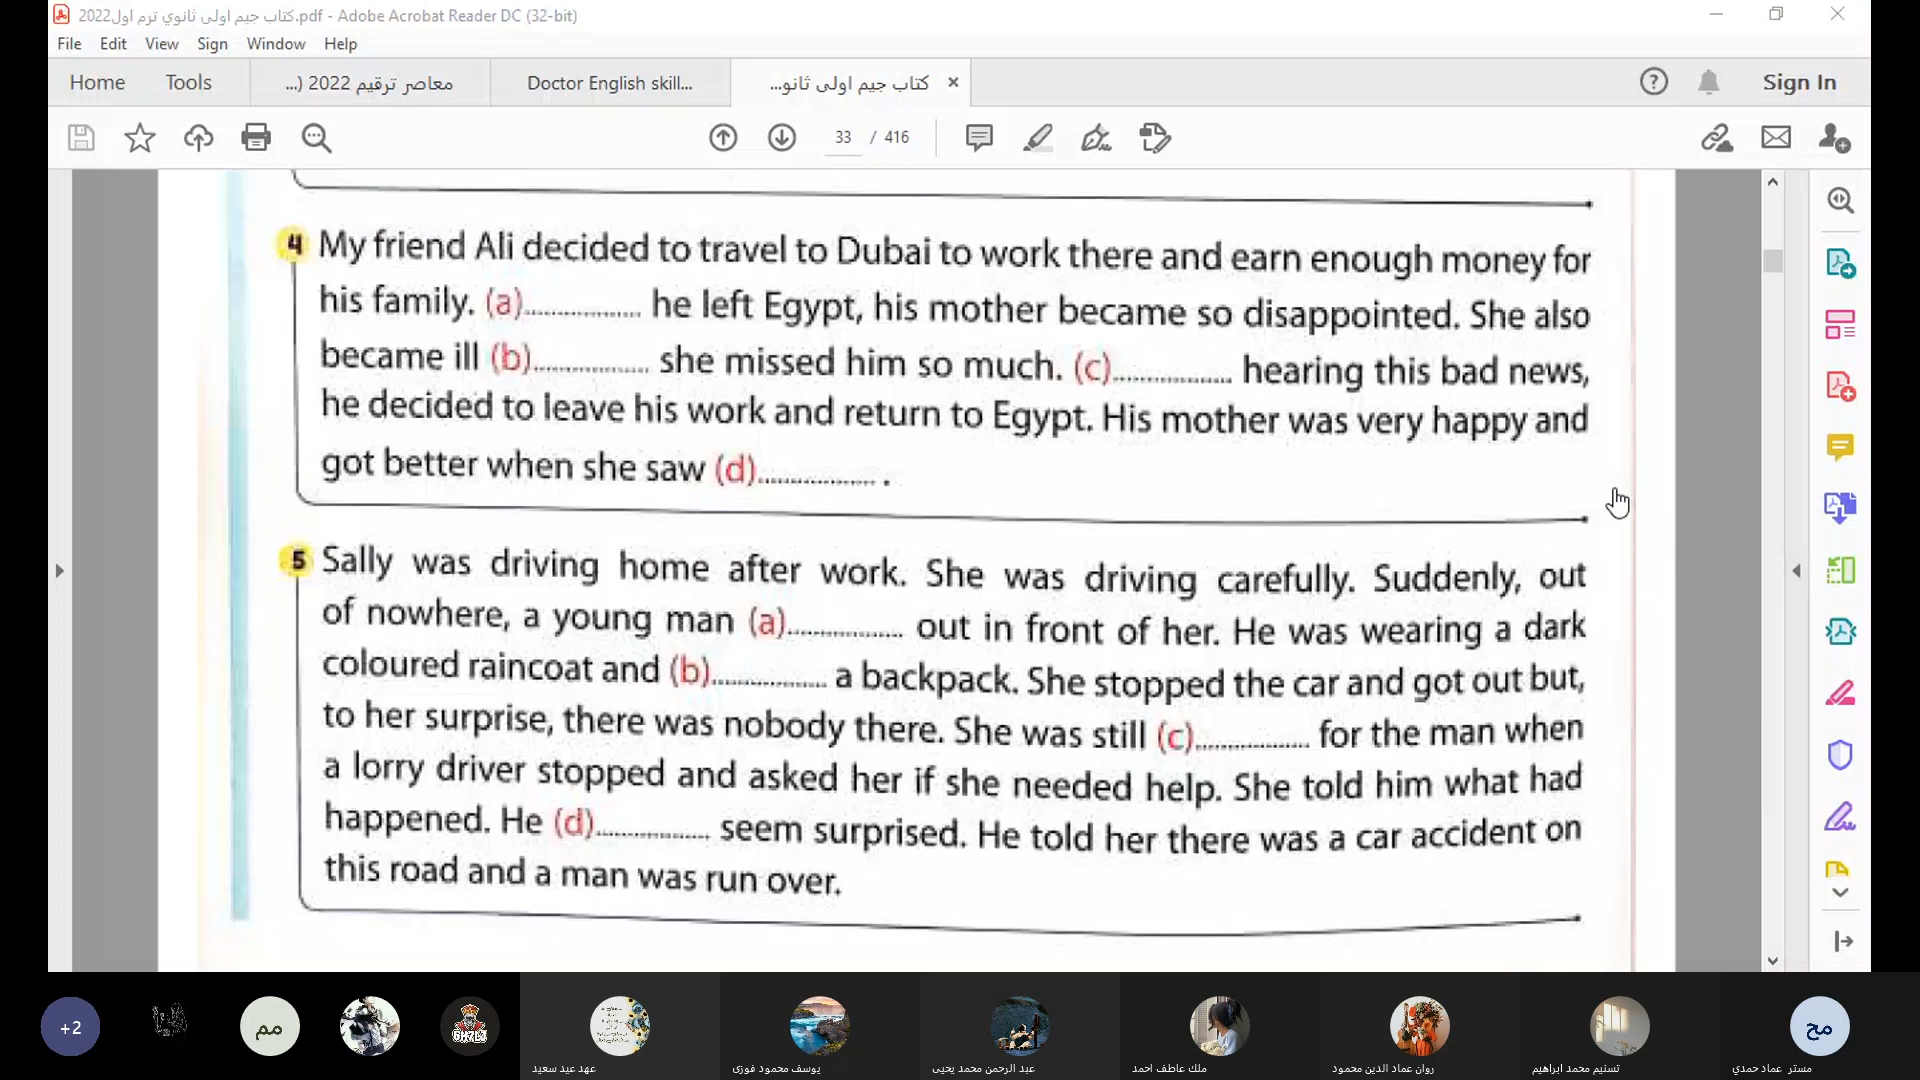 كتاب جيم اولى ثانوي ترم اول2022.pdf - Adobe Acrobat Reader DC (32-bit)
File Edit View Sign Window Help
Home Tools معاصر ترقيم 2022 (... Doctor English skill... كتاب جيم اولى ثانو... × Sign In
33 / 416
4 My friend Ali decided to travel to Dubai to work there and earn enough money for
his family. (a)................. he left Egypt, his mother became so disappointed. She also
became ill (b)................. she missed him so much. (c)................. hearing this bad news,
he decided to leave his work and return to Egypt. His mother was very happy and
got better when she saw (d)................. .
5 Sally was driving home after work. She was driving carefully. Suddenly, out
of nowhere, a young man (a)................. out in front of her. He was wearing a dark
coloured raincoat and (b)................. a backpack. She stopped the car and got out but,
to her surprise, there was nobody there. She was still (c)................. for the man when
a lorry driver stopped and asked her if she needed help. She told him what had
happened. He (d)................. seem surprised. He told her there was a car accident on
this road and a man was run over.
+2 مم GHZLY مح
عهد عيد سعيد يوسف محمود فوزى عبد الرحمن محمد يحيى ملك عاطف احمد روان عماد الدين محمود تسنيم محمد ابراهيم مستر عماد حمدي